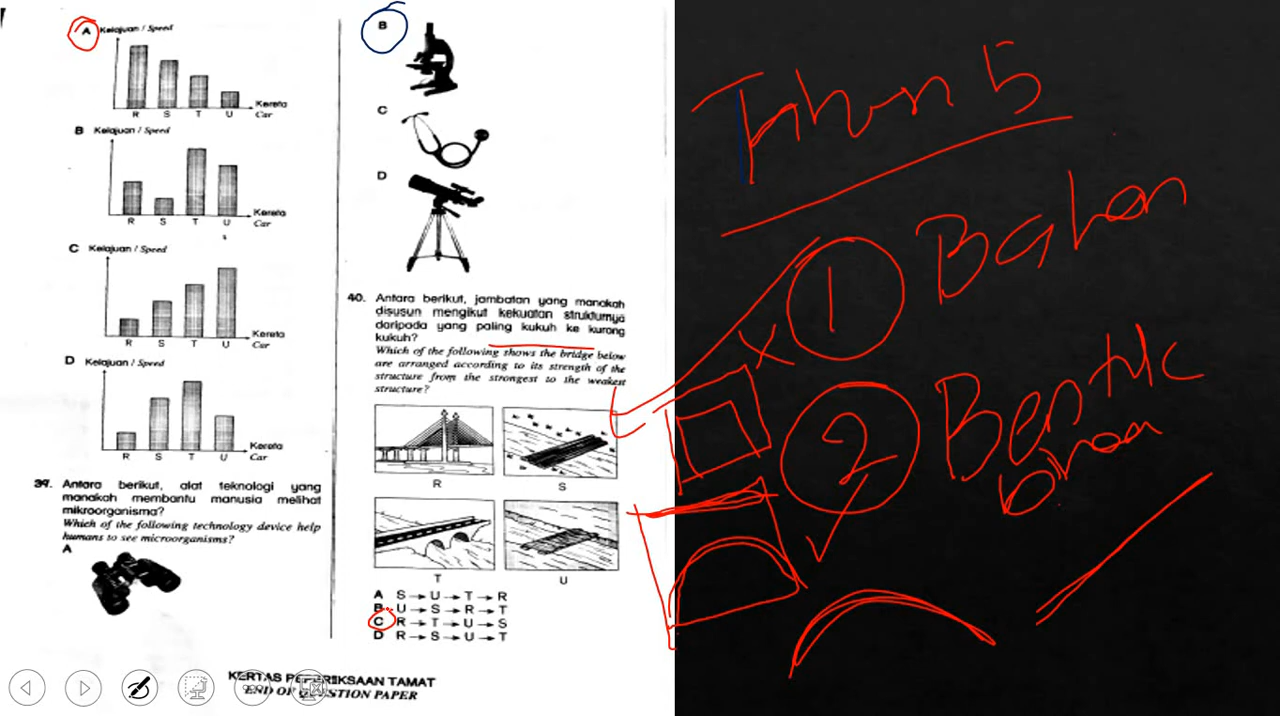 A Kelajuan / Speed
Kereta
R S T U Car
B Kelajuan / Speed
Kereta
R S T U Car
C Kelajuan / Speed
Kereta
R S T U Car
D Kelajuan / Speed
Kereta
R S T U Car
39. Antara berikut, alat teknologi yang
manakah membantu manusia melihat
mikroorganisma?
Which of the following technology device help
humans to see microorganisms?
A
B
C
D
40. Antara berikut, jambatan yang manakah
disusun mengikut kekuatan strukturnya
daripada yang paling kukuh ke kurang
kukuh?
Which of the following shows the bridge below
are arranged according to its strength of the
structure from the strongest to the weakest
structure?
R S
T U
A S → U → T → R
B U → S → R → T
C R → T → U → S
D R → S → U → T
KERTAS PEPERIKSAAN TAMAT
END OF QUESTION PAPER
Tahun 5
1 Bahan
2 Bentuk